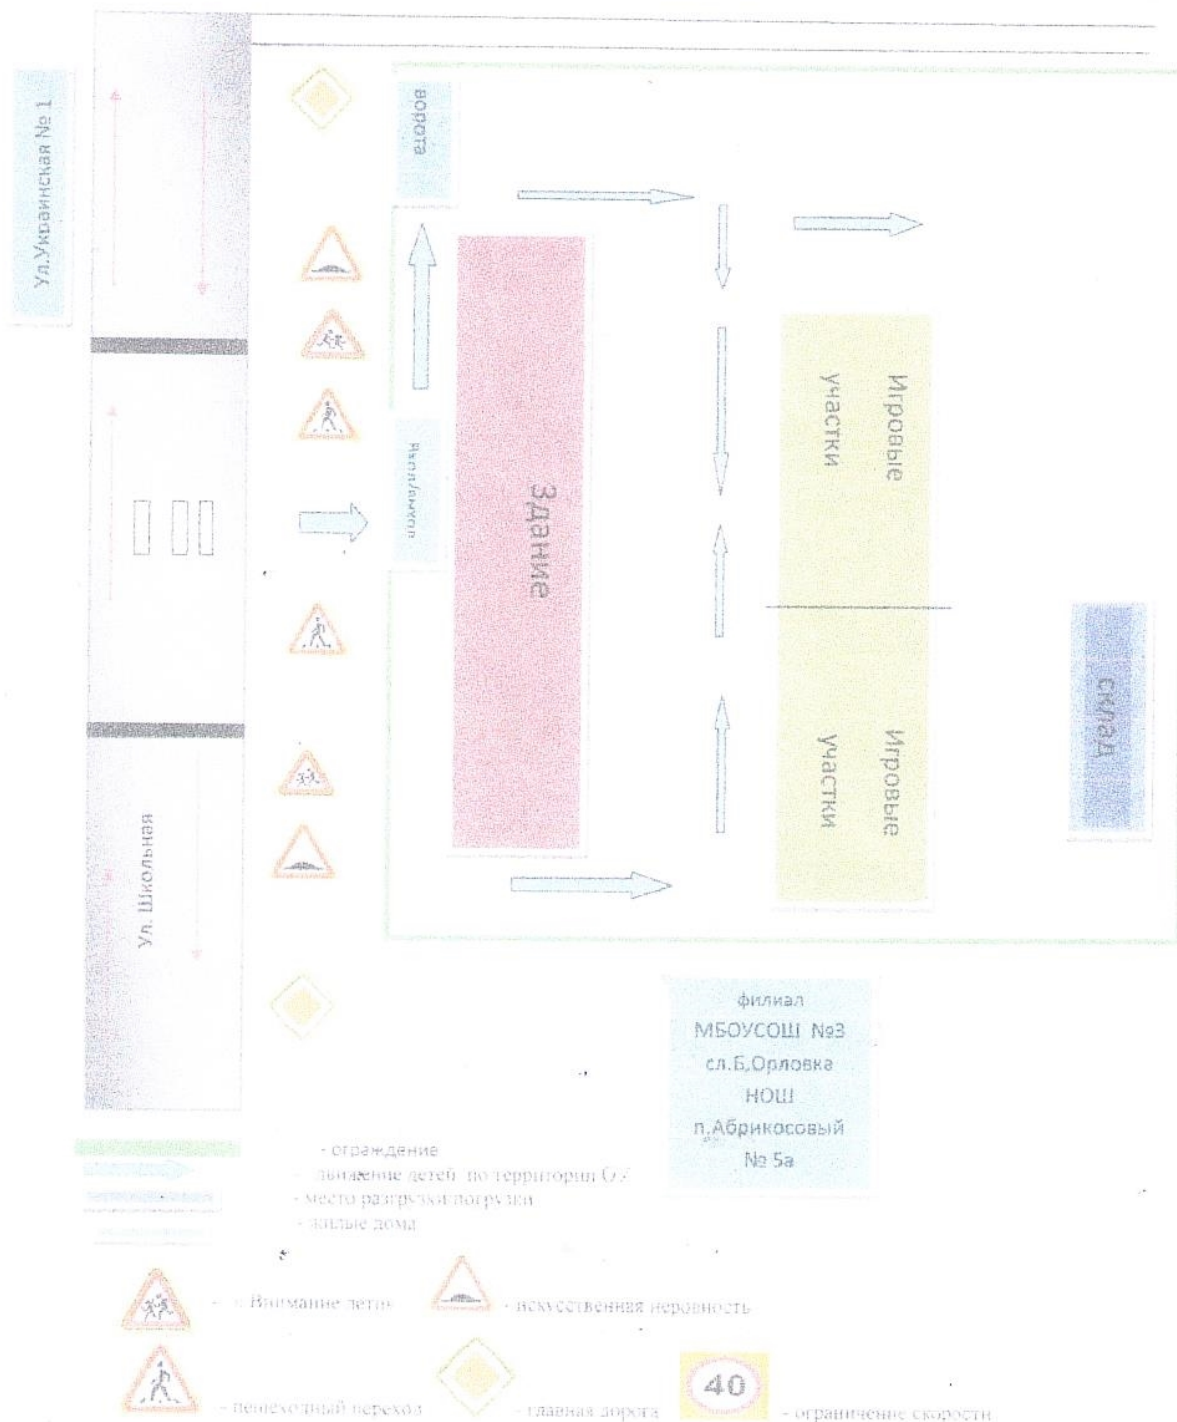 Ул.Украинская № 1
ворота
Вход/выход
Здание
Игровые
участки
Игровые
участки
склад
Ул. Школьная
филиал
МБОУСОШ №3
сл.Б,Орловка
НОШ
п.Абрикосовый
№ 5а
- ограждение
- движение детей по территории ОУ
- место разгрузки/погрузки
- жилые дома
- Внимание дети
- искусственная неровность
- пешеходный переход
- главная дорога
40
- ограничение скорости